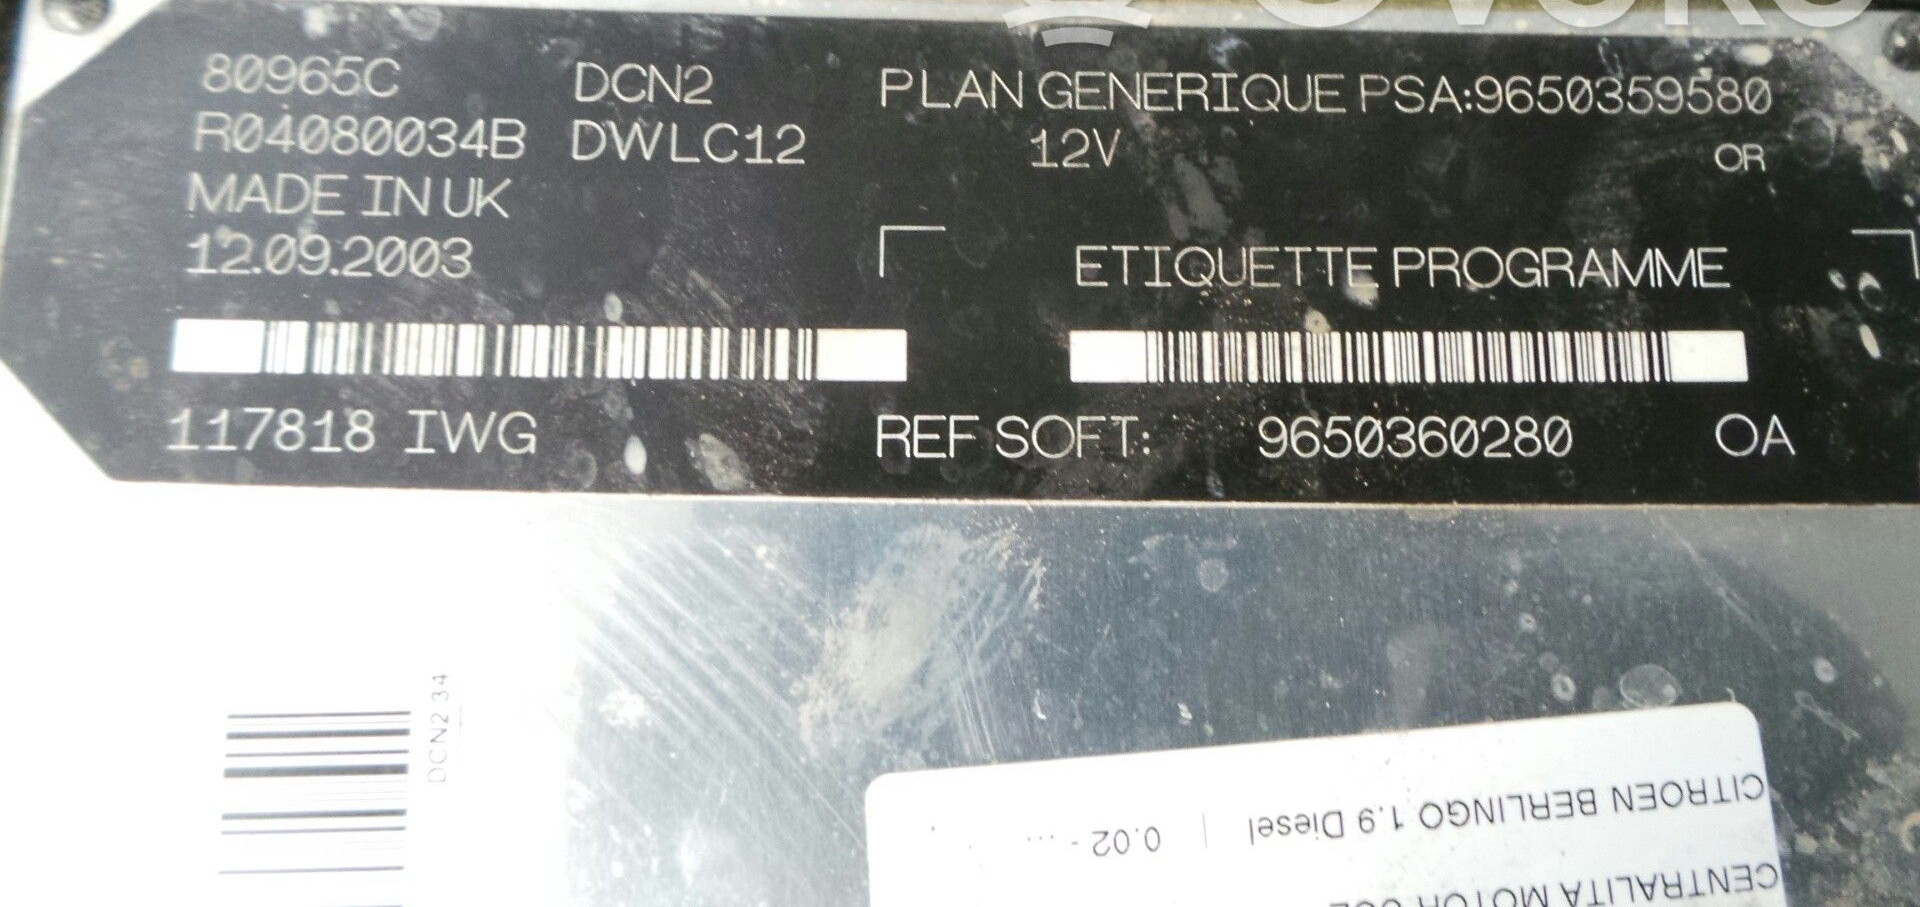 80965C DCN2 PLAN GENERIQUE PSA:9650359580
R04080034B DWLC12 12V OR
MADE IN UK
12.09.2003
ETIQUETTE PROGRAMME
117818 IWG REF SOFT: 9650360280 OA
DCN2 34
CITROEN BERLINGO 1.9 Diesel | 0.02 - ...
CENTRALITA MOTOR